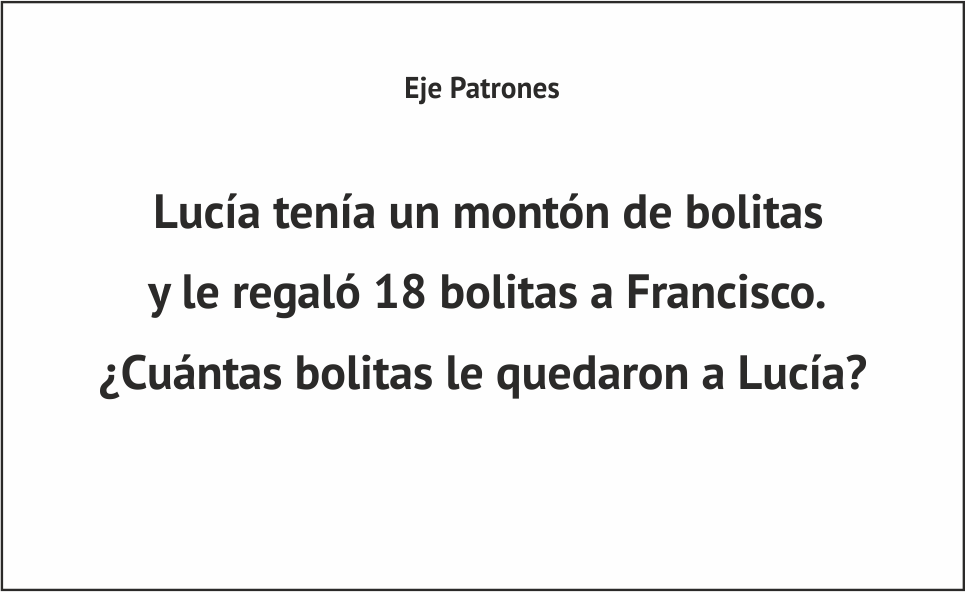 Eje Patrones
Lucía tenía un montón de bolitas
y le regaló 18 bolitas a Francisco.
¿Cuántas bolitas le quedaron a Lucía?